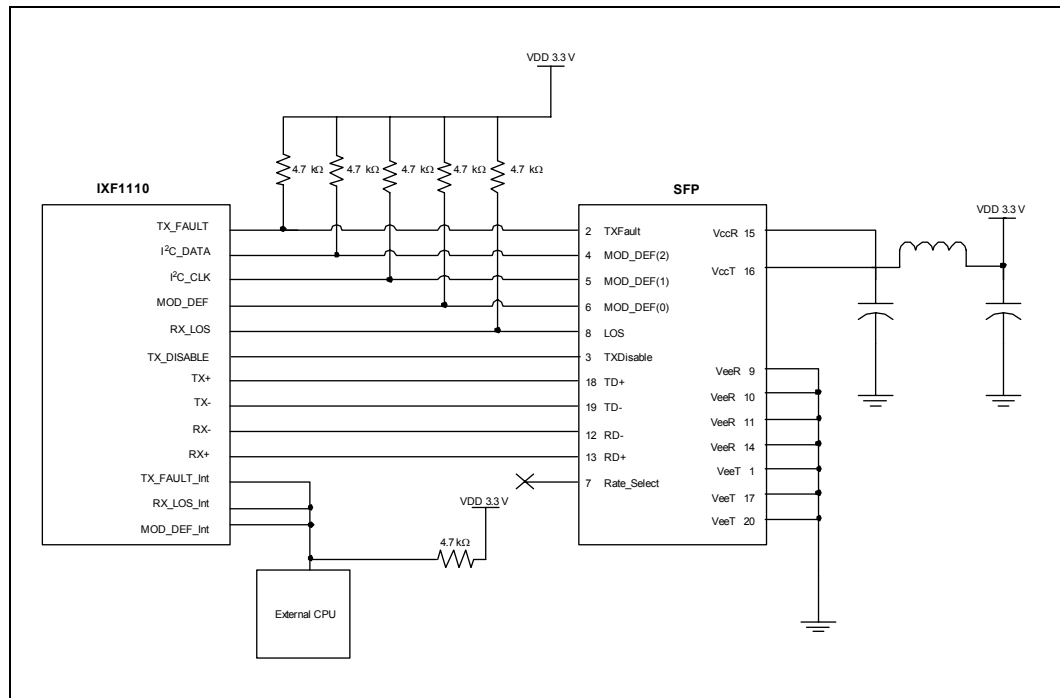 VDD 3.3 V
4.7 kΩ
4.7 kΩ
4.7 kΩ
4.7 kΩ
4.7 kΩ
IXF1110
TX_FAULT
I²C_DATA
I²C_CLK
MOD_DEF
RX_LOS
TX_DISABLE
TX+
TX-
RX-
RX+
TX_FAULT_Int
RX_LOS_Int
MOD_DEF_Int
SFP
2 TXFault
4 MOD_DEF(2)
5 MOD_DEF(1)
6 MOD_DEF(0)
8 LOS
3 TXDisable
18 TD+
19 TD-
12 RD-
13 RD+
7 Rate_Select
VccR 15
VccT 16
VeeR 9
VeeR 10
VeeR 11
VeeR 14
VeeT 1
VeeT 17
VeeT 20
VDD 3.3 V
VDD 3.3 V
4.7 kΩ
External CPU